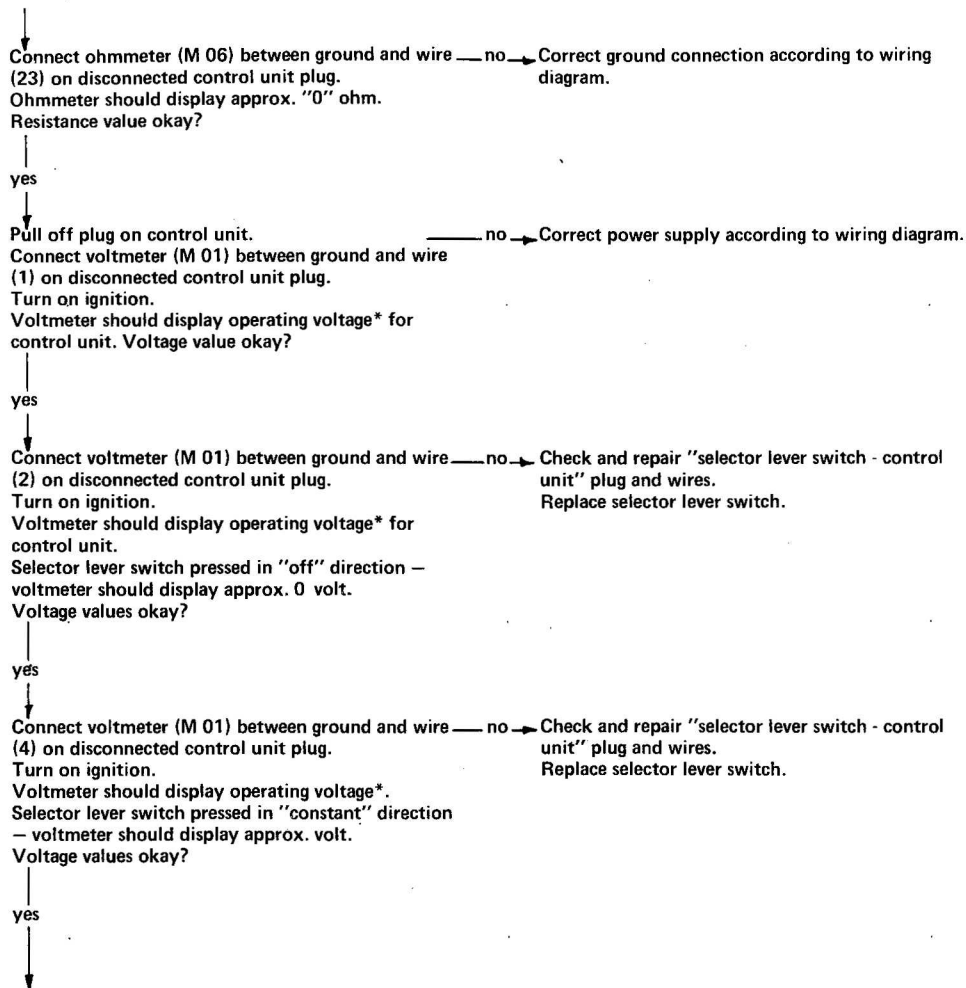 Connect ohmmeter (M 06) between ground and wire no Correct ground connection according to wiring
(23) on disconnected control unit plug. diagram.
Ohmmeter should display approx. "0" ohm.
Resistance value okay?
yes
Pull off plug on control unit. no Correct power supply according to wiring diagram.
Connect voltmeter (M 01) between ground and wire
(1) on disconnected control unit plug.
Turn on ignition.
Voltmeter should display operating voltage* for
control unit. Voltage value okay?
yes
Connect voltmeter (M 01) between ground and wire no Check and repair "selector lever switch - control
(2) on disconnected control unit plug. unit" plug and wires.
Turn on ignition. Replace selector lever switch.
Voltmeter should display operating voltage* for
control unit.
Selector lever switch pressed in "off" direction —
voltmeter should display approx. 0 volt.
Voltage values okay?
yes
Connect voltmeter (M 01) between ground and wire no Check and repair "selector lever switch - control
(4) on disconnected control unit plug. unit" plug and wires.
Turn on ignition. Replace selector lever switch.
Voltmeter should display operating voltage*.
Selector lever switch pressed in "constant" direction
— voltmeter should display approx. volt.
Voltage values okay?
yes